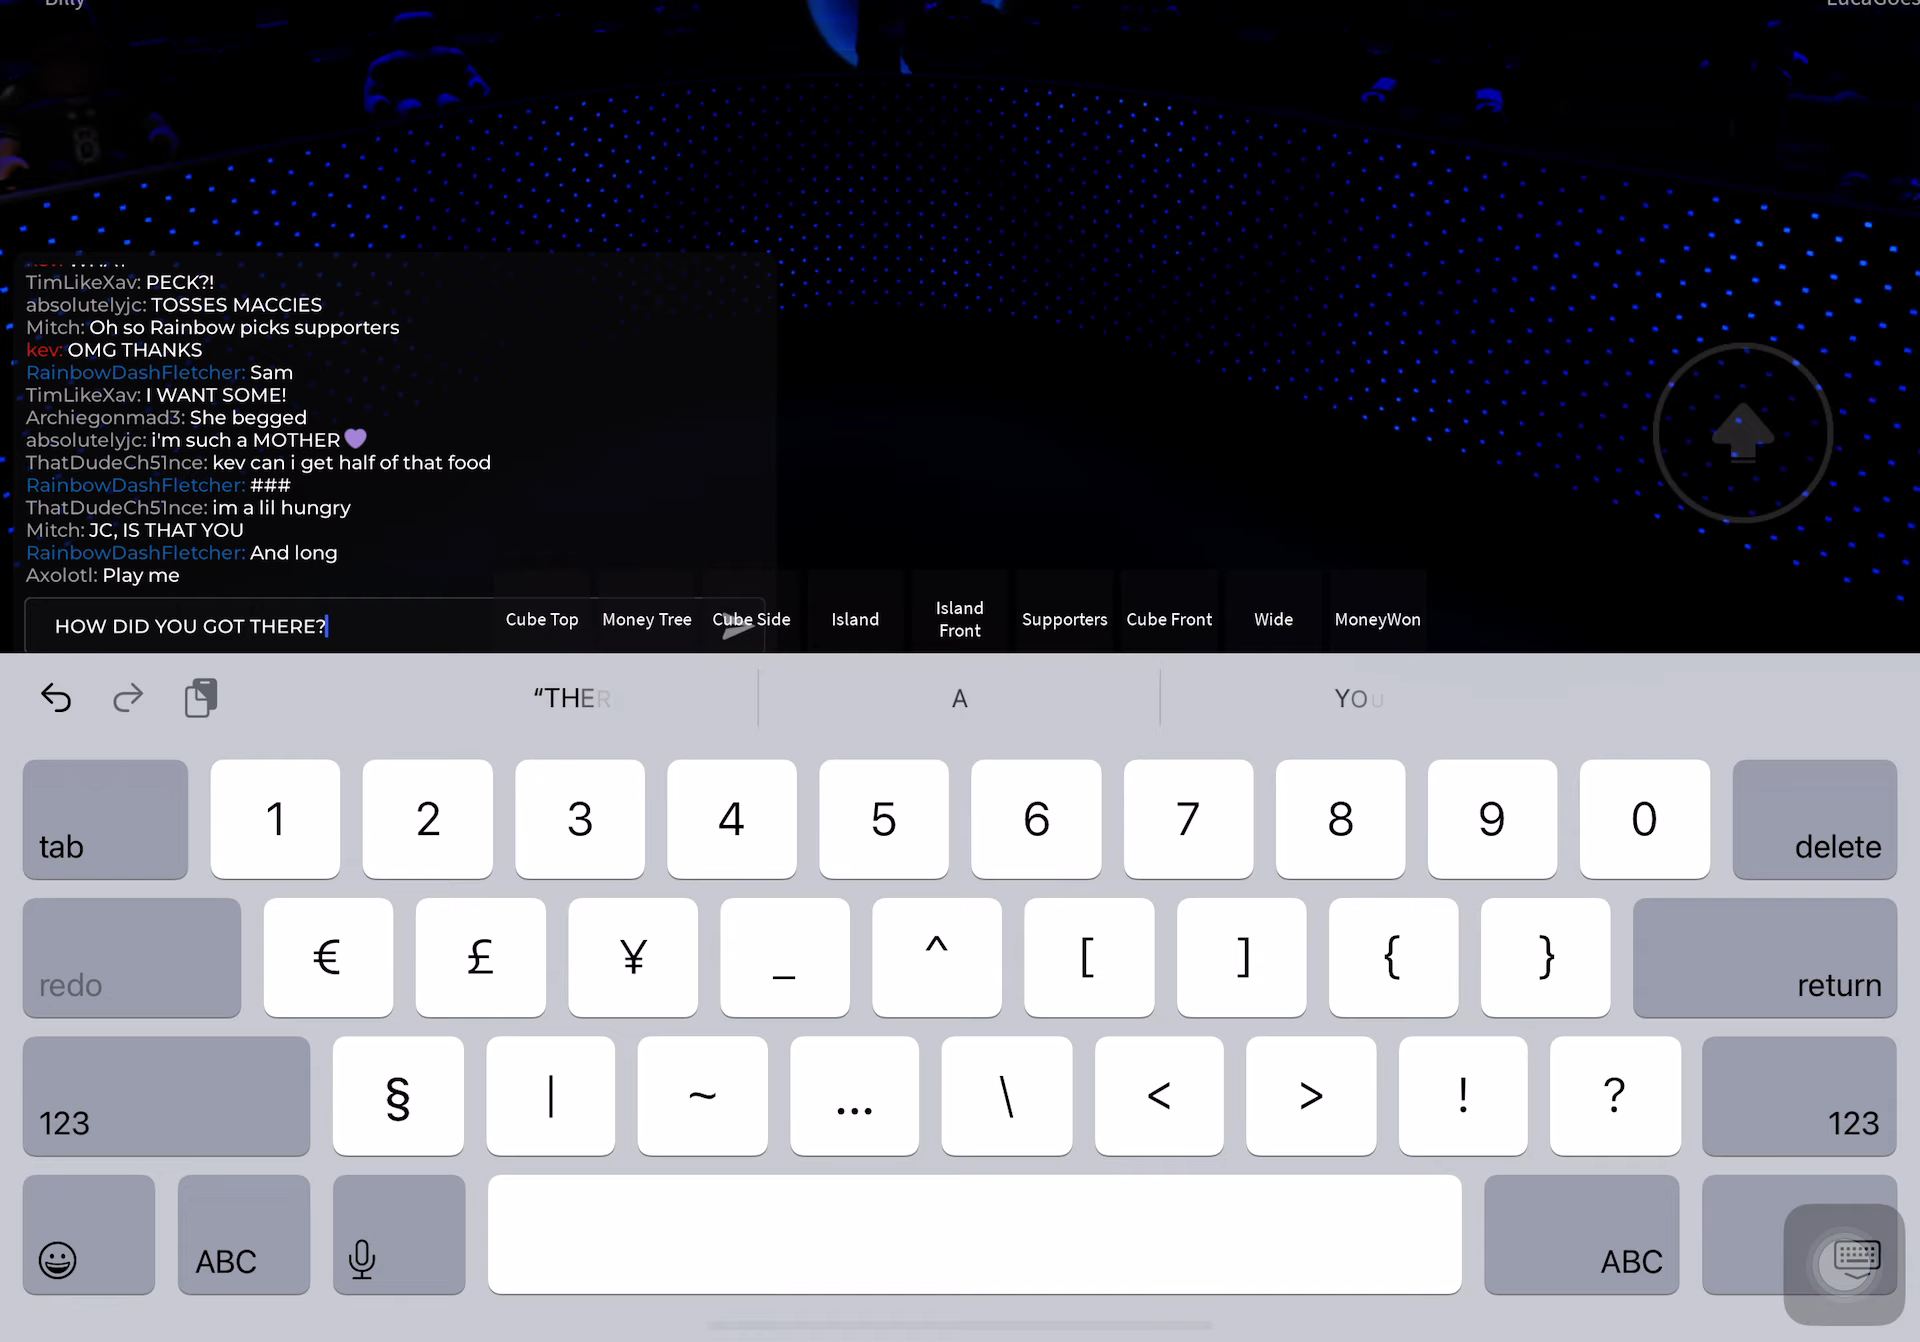 Billy
TimLikeXav: PECK?!
absolutelyjc: TOSSES MACCIES
Mitch: Oh so Rainbow picks supporters
kev: OMG THANKS
RainbowDashFletcher: Sam
TimLikeXav: I WANT SOME!
Archiegonmad3: She begged
absolutelyjc: i'm such a MOTHER💜
ThatDudeCh51nce: kev can i get half of that food
RainbowDashFletcher: ###
ThatDudeCh51nce: im a lil hungry
Mitch: JC, IS THAT YOU
RainbowDashFletcher: And long
Axolotl: Play me
HOW DID YOU GOT THERE?
Cube Top Money Tree Cube Side Island Island Front Supporters Cube Front Wide MoneyWon
“THER A YOU
tab 1 2 3 4 5 6 7 8 9 0 delete
redo € £ ¥ _ ^ [ ] { } return
123 § | ~ ... \ < > ! ? 123
ABC ABC